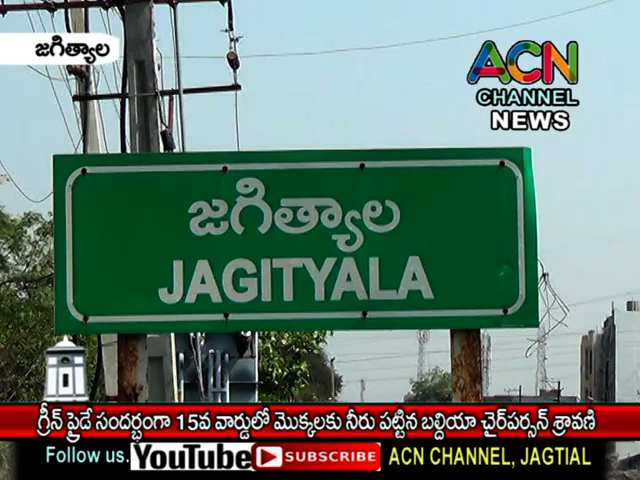 జగిత్యాల
ACN
CHANNEL
NEWS
జగిత్యాల
JAGITYALA
గ్రీన్ ఫ్రైడే సందర్భంగా 15వ వార్డులో మొక్కలకు నీరు పట్టిన బల్దియా చైర్‌పర్సన్ శ్రావణి
Follow us. YouTube SUBSCRIBE ACN CHANNEL, JAGTIAL